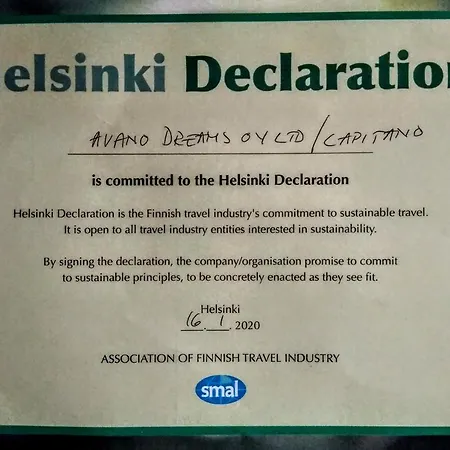 elsinki Declaration
AVANO DREAMS OY LTD / CAPITANO
is committed to the Helsinki Declaration
Helsinki Declaration is the Finnish travel industry's commitment to sustainable travel.
It is open to all travel industry entities interested in sustainability.
By signing the declaration, the company/organisation promise to commit
to sustainable principles, to be concretely enacted as they see fit.
Helsinki
16. 1. 2020
ASSOCIATION OF FINNISH TRAVEL INDUSTRY
smal